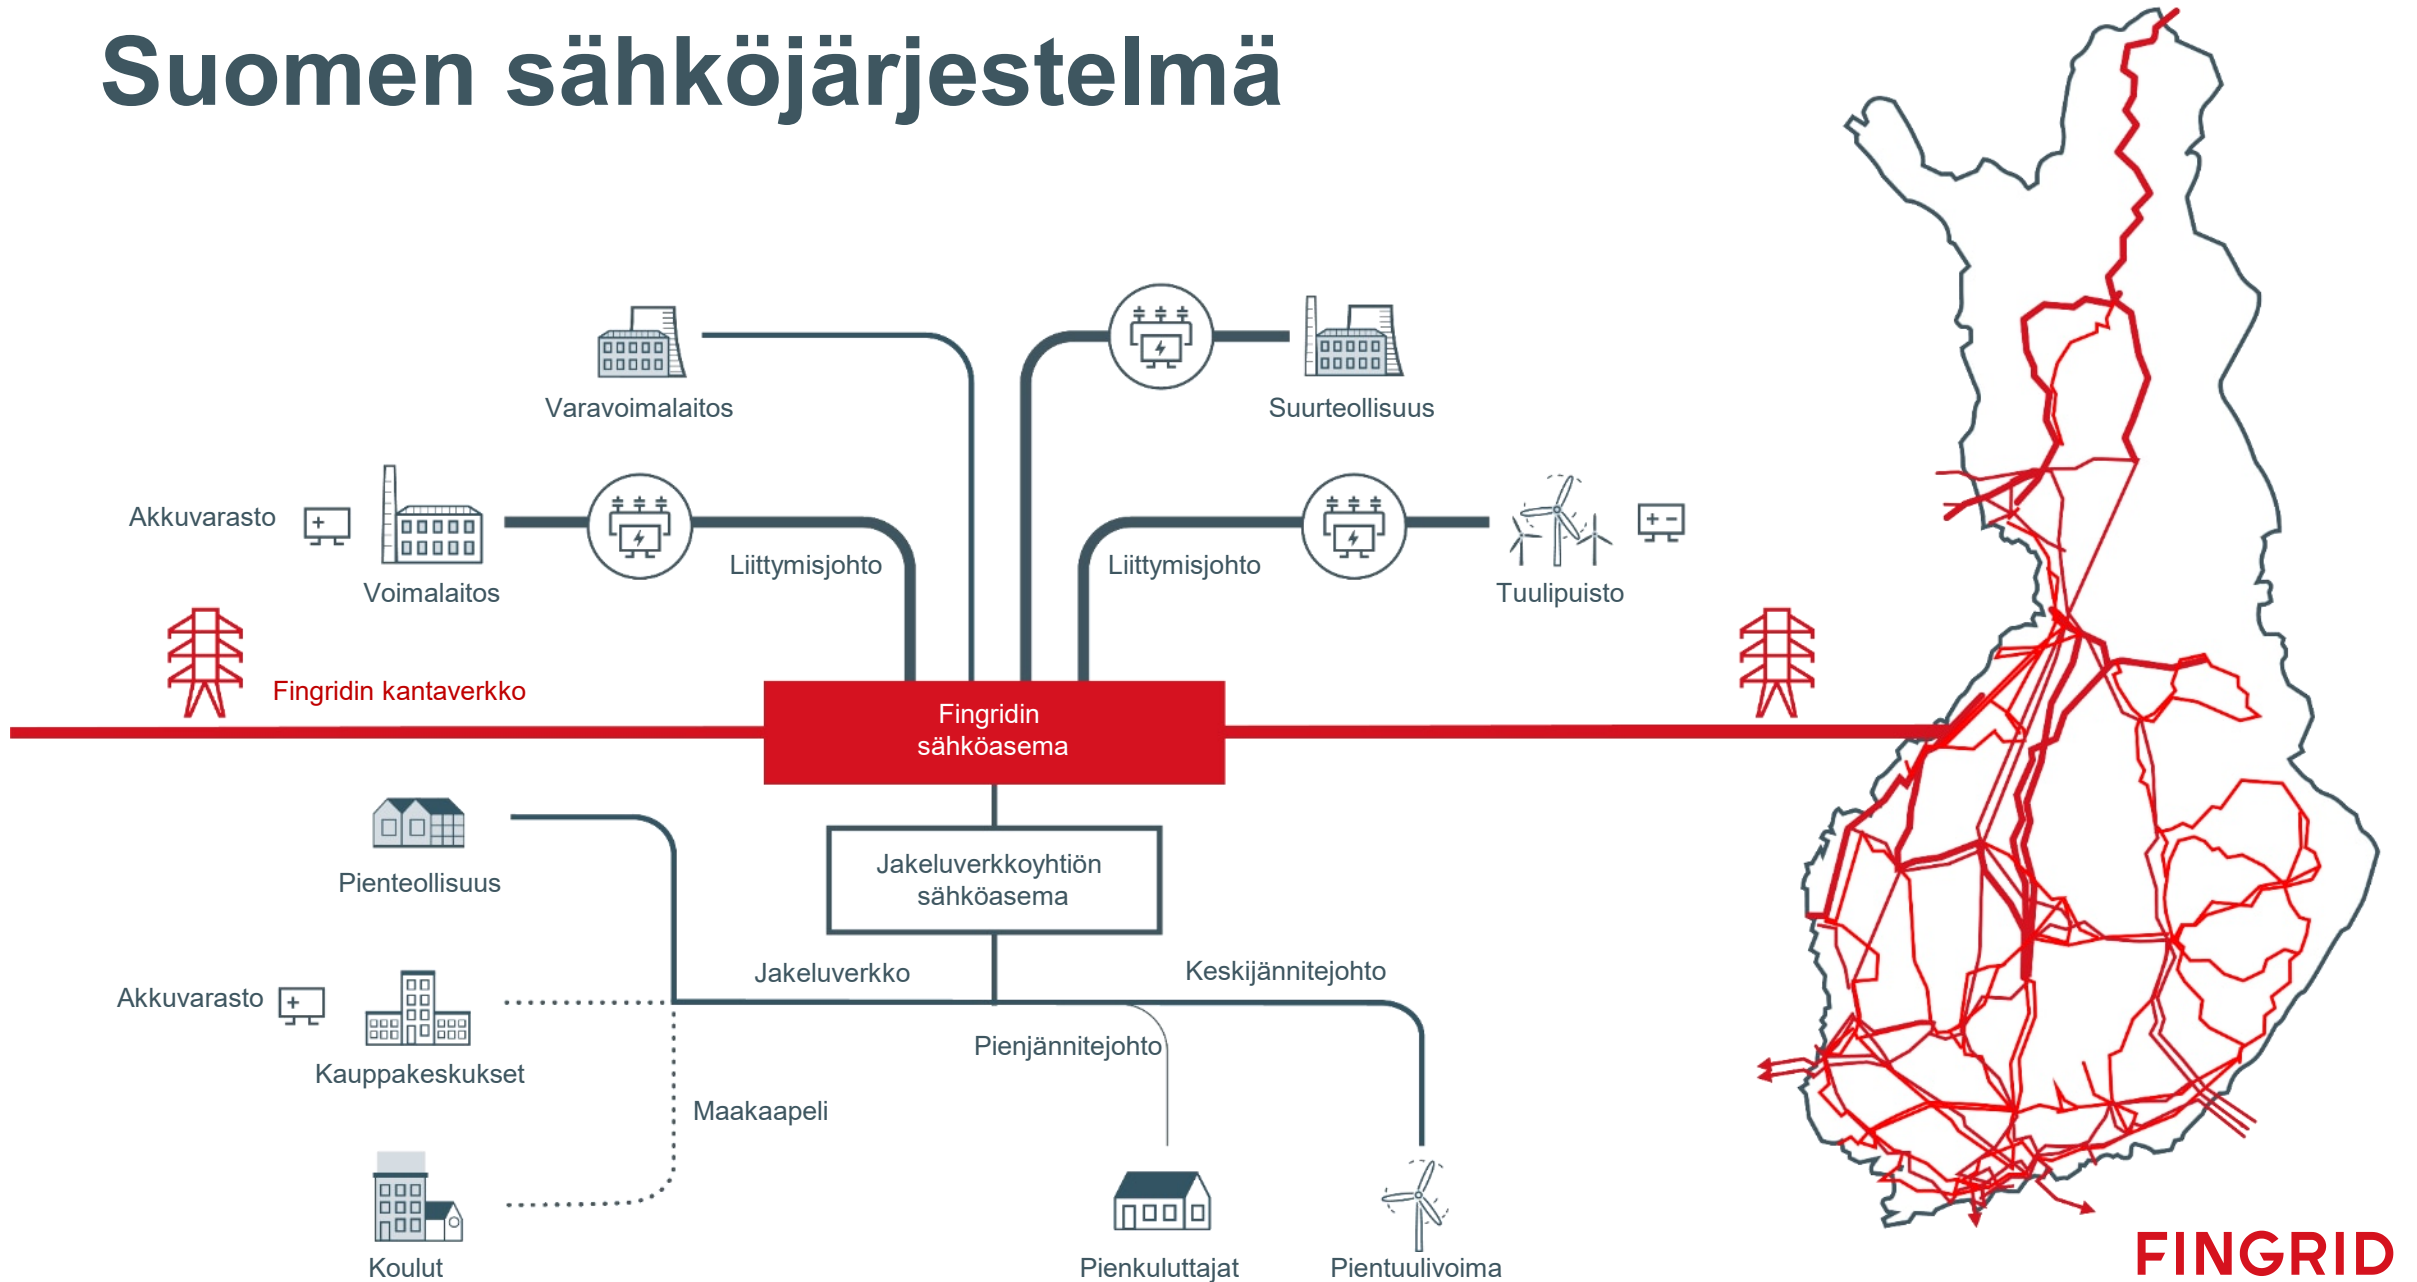 Suomen sähköjärjestelmä
Varavoimalaitos
Suurteollisuus
Akkuvarasto
Voimalaitos
Liittymisjohto
Liittymisjohto
Tuulipuisto
Fingridin kantaverkko
Fingridin
sähköasema
Pienteollisuus
Jakeluverkkoyhtiön
sähköasema
Jakeluverkko
Keskijännitejohto
Akkuvarasto
Kauppakeskukset
Pienjännitejohto
Maakaapeli
Koulut
Pienkuluttajat
Pientuulivoima
FINGRID